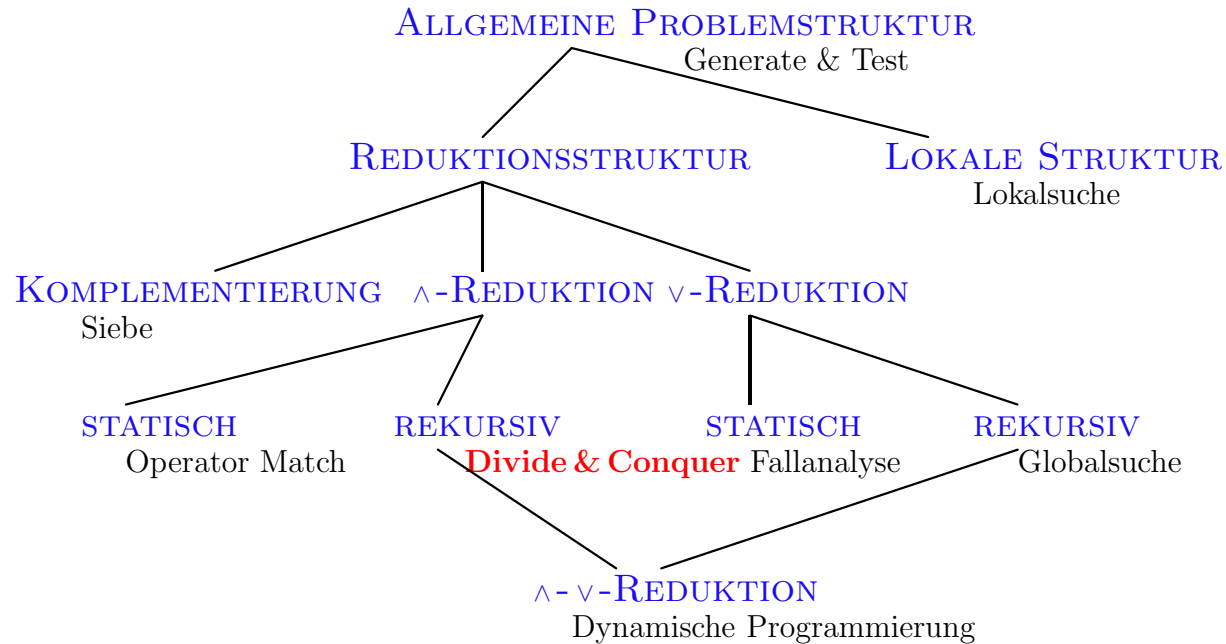 ALLGEMEINE PROBLEMSTRUKTUR
Generate & Test
REDUKTIONSSTRUKTUR LOKALE STRUKTUR
Lokalsuche
KOMPLEMENTIERUNG ∧-REDUKTION ∨-REDUKTION
Siebe
STATISCH REKURSIV STATISCH REKURSIV
Operator Match Divide & Conquer Fallanalyse Globalsuche
∧-∨-REDUKTION
Dynamische Programmierung